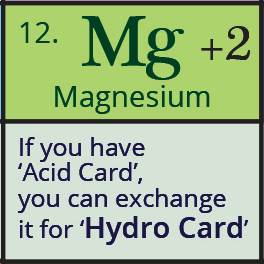 12. Mg +2
Magnesium
If you have
‘Acid Card’,
you can exchange
it for ‘Hydro Card’